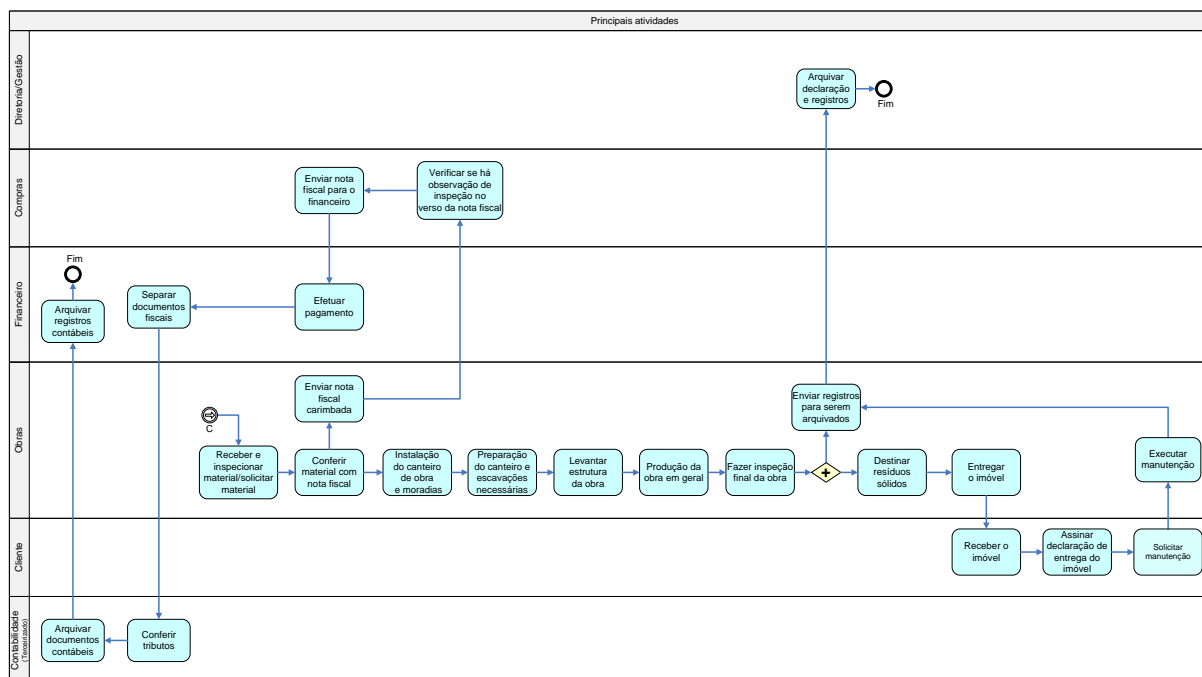 Principais atividades
Diretoria/Gestão
Arquivar
declaração
e registros
Fim
Compras
Enviar nota
fiscal para o
financeiro
Verificar se há
observação de
inspeção no
verso da nota fiscal
Financeiro
Fim
Arquivar
registros
contábeis
Separar
documentos
fiscais
Efetuar
pagamento
Obras
C
Enviar nota
fiscal
carimbada
Enviar registros
para serem
arquivados
Receber e
inspecionar
material/solicitar
material
Conferir
material com
nota fiscal
Instalação
do canteiro
de obra
e moradias
Preparação
do canteiro e
escavações
necessárias
Levantar
estrutura
da obra
Produção da
obra em geral
Fazer inspeção
final da obra
Destinar
resíduos
sólidos
Entregar
o imóvel
Executar
manutenção
Cliente
Receber o
imóvel
Assinar
declaração de
entrega do
imóvel
Solicitar
manutenção
Contabilidade
(Terceirizado)
Arquivar
documentos
contábeis
Conferir
tributos